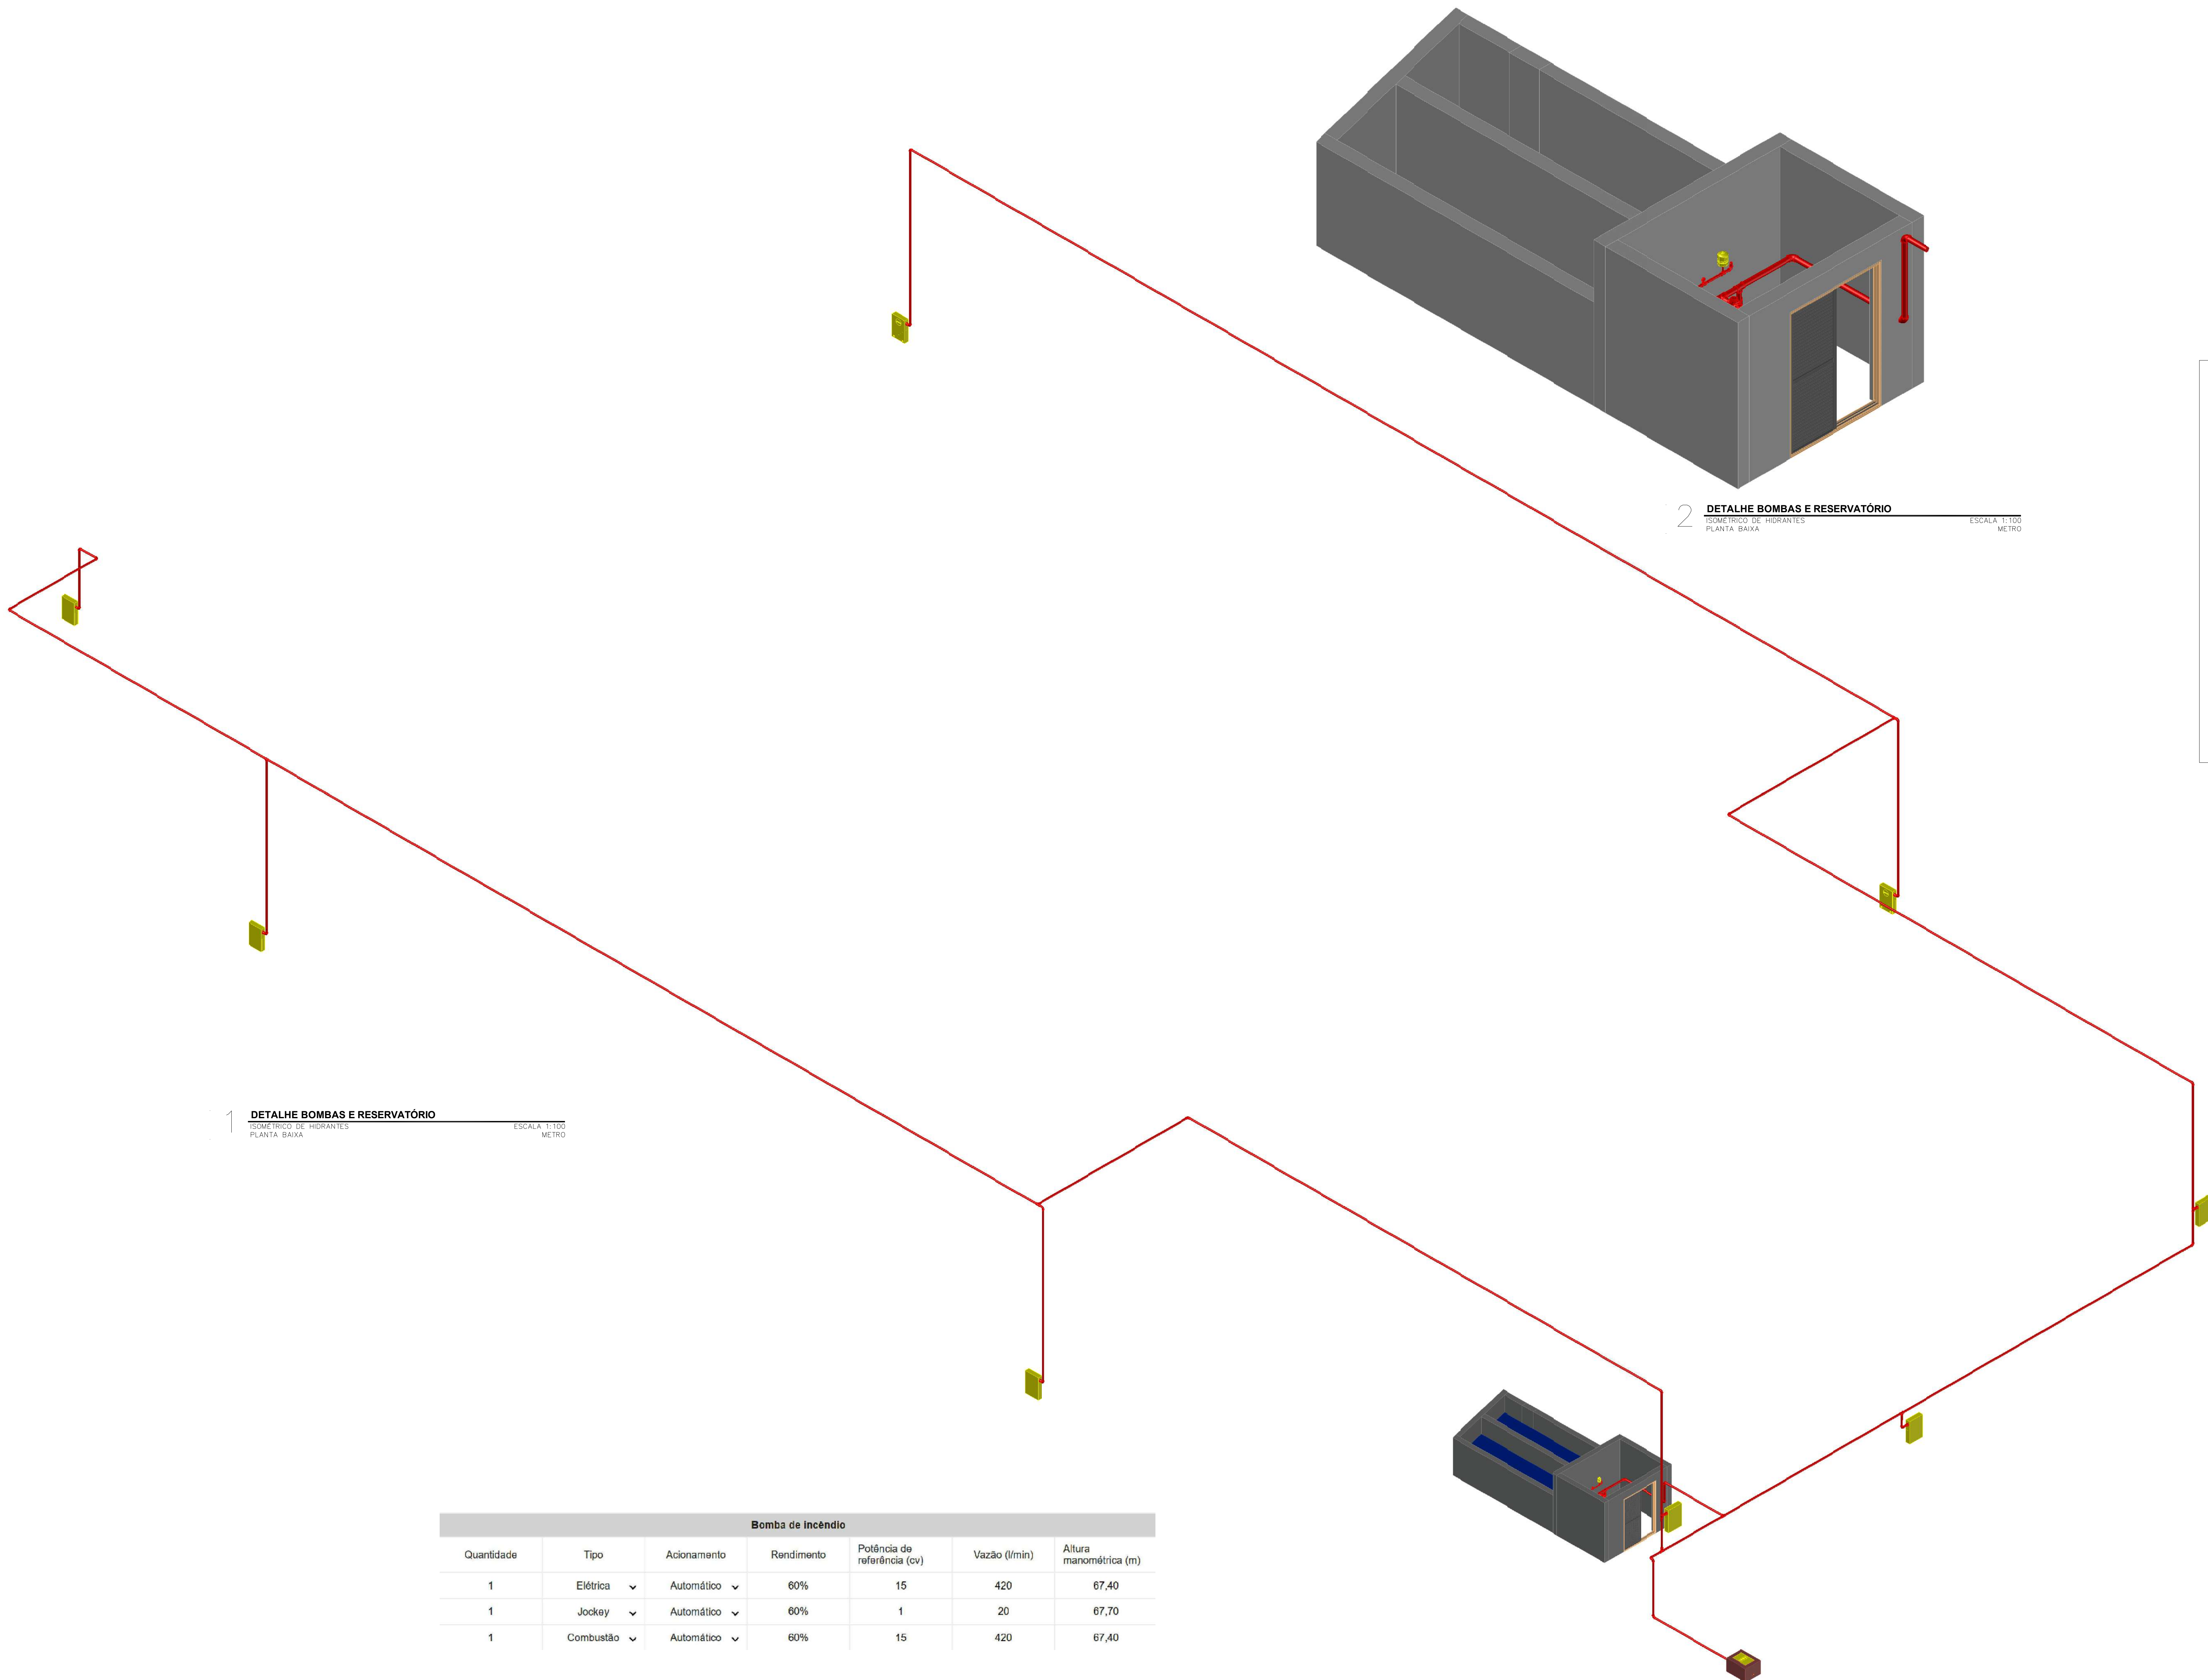 2 DETALHE BOMBAS E RESERVATÓRIO
ISOMÉTRICO DE HIDRANTES ESCALA 1:100
PLANTA BAIXA METRO
1 DETALHE BOMBAS E RESERVATÓRIO
ISOMÉTRICO DE HIDRANTES ESCALA 1:100
PLANTA BAIXA METRO
Bomba de incêndio
Quantidade Tipo Acionamento Rendimento Potência de referência (cv) Vazão (l/min) Altura manométrica (m)
1 Elétrica Automático 60% 15 420 67,40
1 Jockey Automático 60% 1 20 67,70
1 Combustão Automático 60% 15 420 67,40